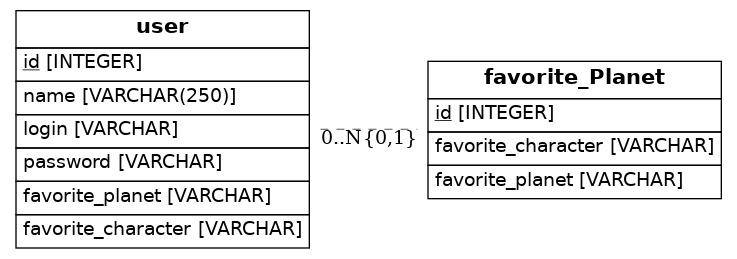 user
id [INTEGER]
name [VARCHAR(250)]
login [VARCHAR]
password [VARCHAR]
favorite_planet [VARCHAR]
favorite_character [VARCHAR]
0..N{0,1}
favorite_Planet
id [INTEGER]
favorite_character [VARCHAR]
favorite_planet [VARCHAR]